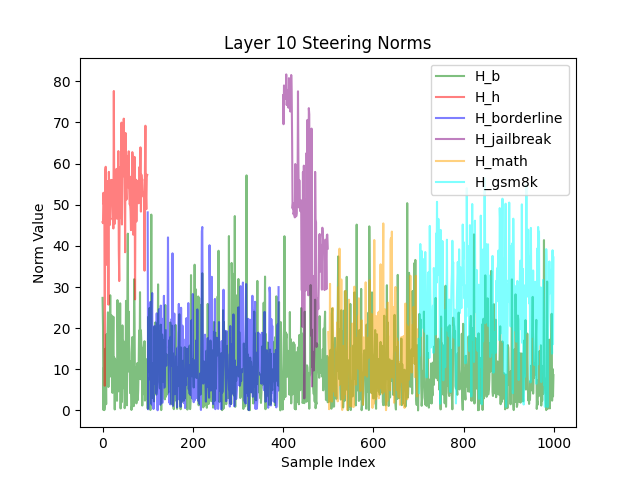 Layer 10 Steering Norms
H_b
H_h
H_borderline
H_jailbreak
H_math
H_gsm8k
Norm Value
80
70
60
50
40
30
20
10
0
0 200 400 600 800 1000
Sample Index